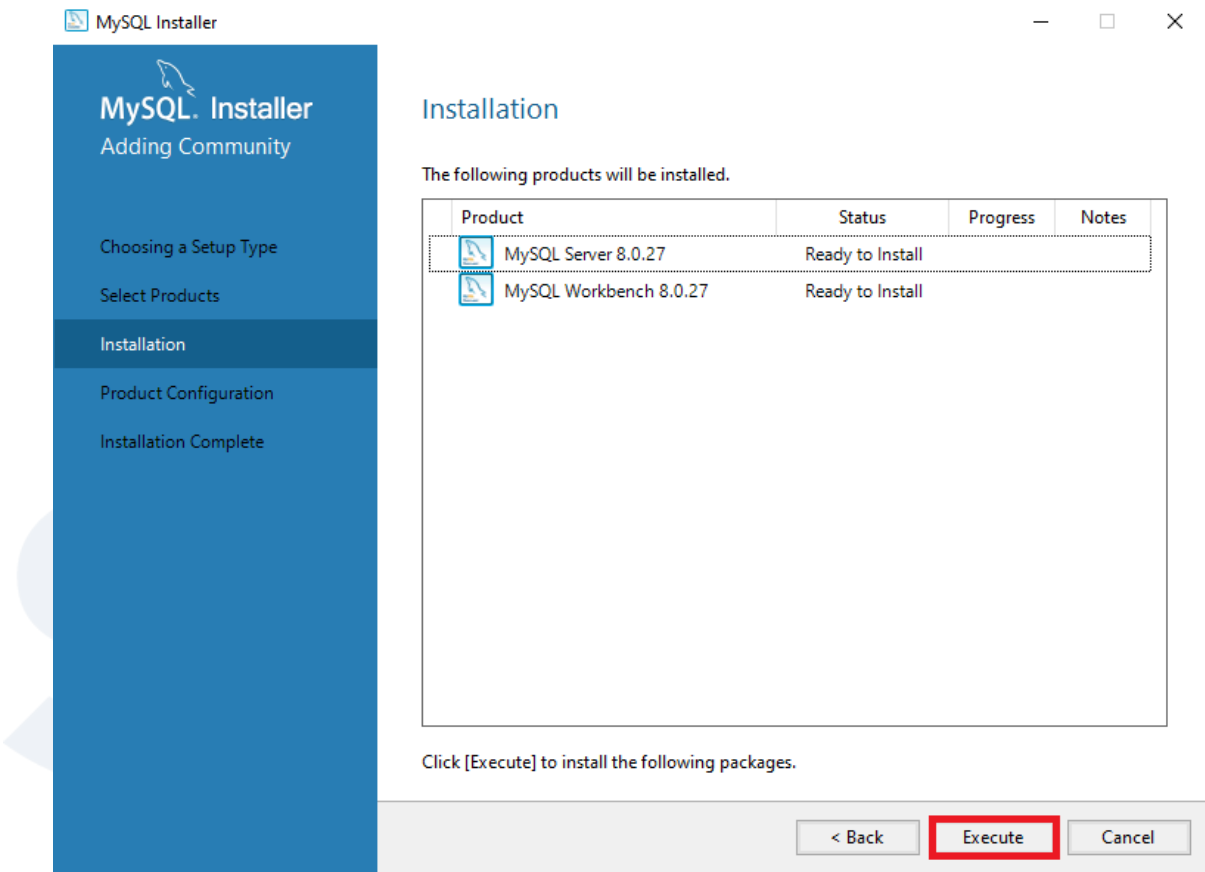 MySQL Installer
MySQL. Installer
Adding Community
Choosing a Setup Type
Select Products
Installation
Product Configuration
Installation Complete
Installation
The following products will be installed.
Product Status Progress Notes
MySQL Server 8.0.27 Ready to Install
MySQL Workbench 8.0.27 Ready to Install
Click [Execute] to install the following packages.
< Back Execute Cancel